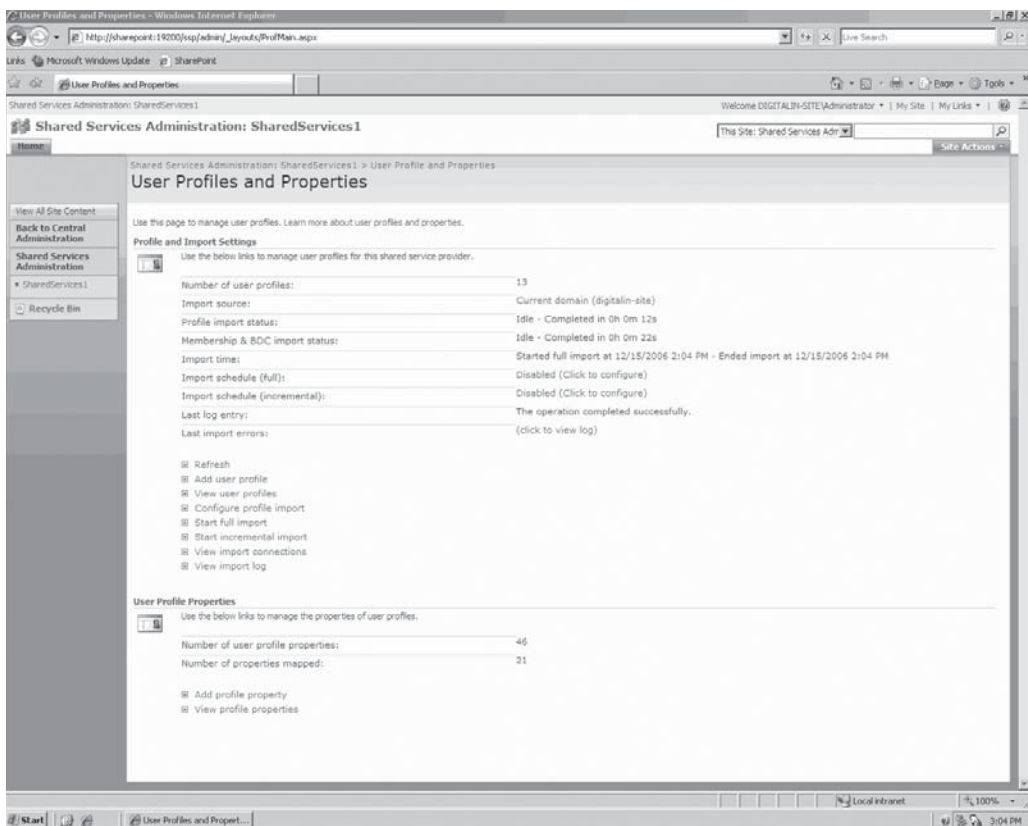 User Profiles and Properties - Windows Internet Explorer
http://sharepoint:19200/ssp/admin/_layouts/ProfMain.aspx
Live Search
Links Microsoft Windows Update SharePoint
User Profiles and Properties
Page Tools
Shared Services Administration: SharedServices1
Welcome DIGITALIN-SITE\Administrator | My Site | My Links |
Shared Services Administration: SharedServices1
This Site: Shared Services Adm
Home
Site Actions
Shared Services Administration: SharedServices1 > User Profile and Properties
User Profiles and Properties
View All Site Content
Back to Central
Administration
Shared Services
Administration
SharedServices1
Recycle Bin
Use this page to manage user profiles. Learn more about user profiles and properties.
Profile and Import Settings
Use the below links to manage user profiles for this shared service provider.
Number of user profiles: 13
Import source: Current domain (digitalin-site)
Profile import status: Idle - Completed in 0h 0m 12s
Membership & BDC import status: Idle - Completed in 0h 0m 22s
Import time: Started full import at 12/15/2006 2:04 PM - Ended import at 12/15/2006 2:04 PM
Import schedule (full): Disabled (Click to configure)
Import schedule (incremental): Disabled (Click to configure)
Last log entry: The operation completed successfully.
Last import errors: (click to view log)
Refresh
Add user profile
View user profiles
Configure profile import
Start full import
Start incremental import
View import connections
View import log
User Profile Properties
Use the below links to manage the properties of user profiles.
Number of user profile properties: 46
Number of properties mapped: 21
Add profile property
View profile properties
Local intranet
100%
Start
User Profiles and Propert...
3:04 PM